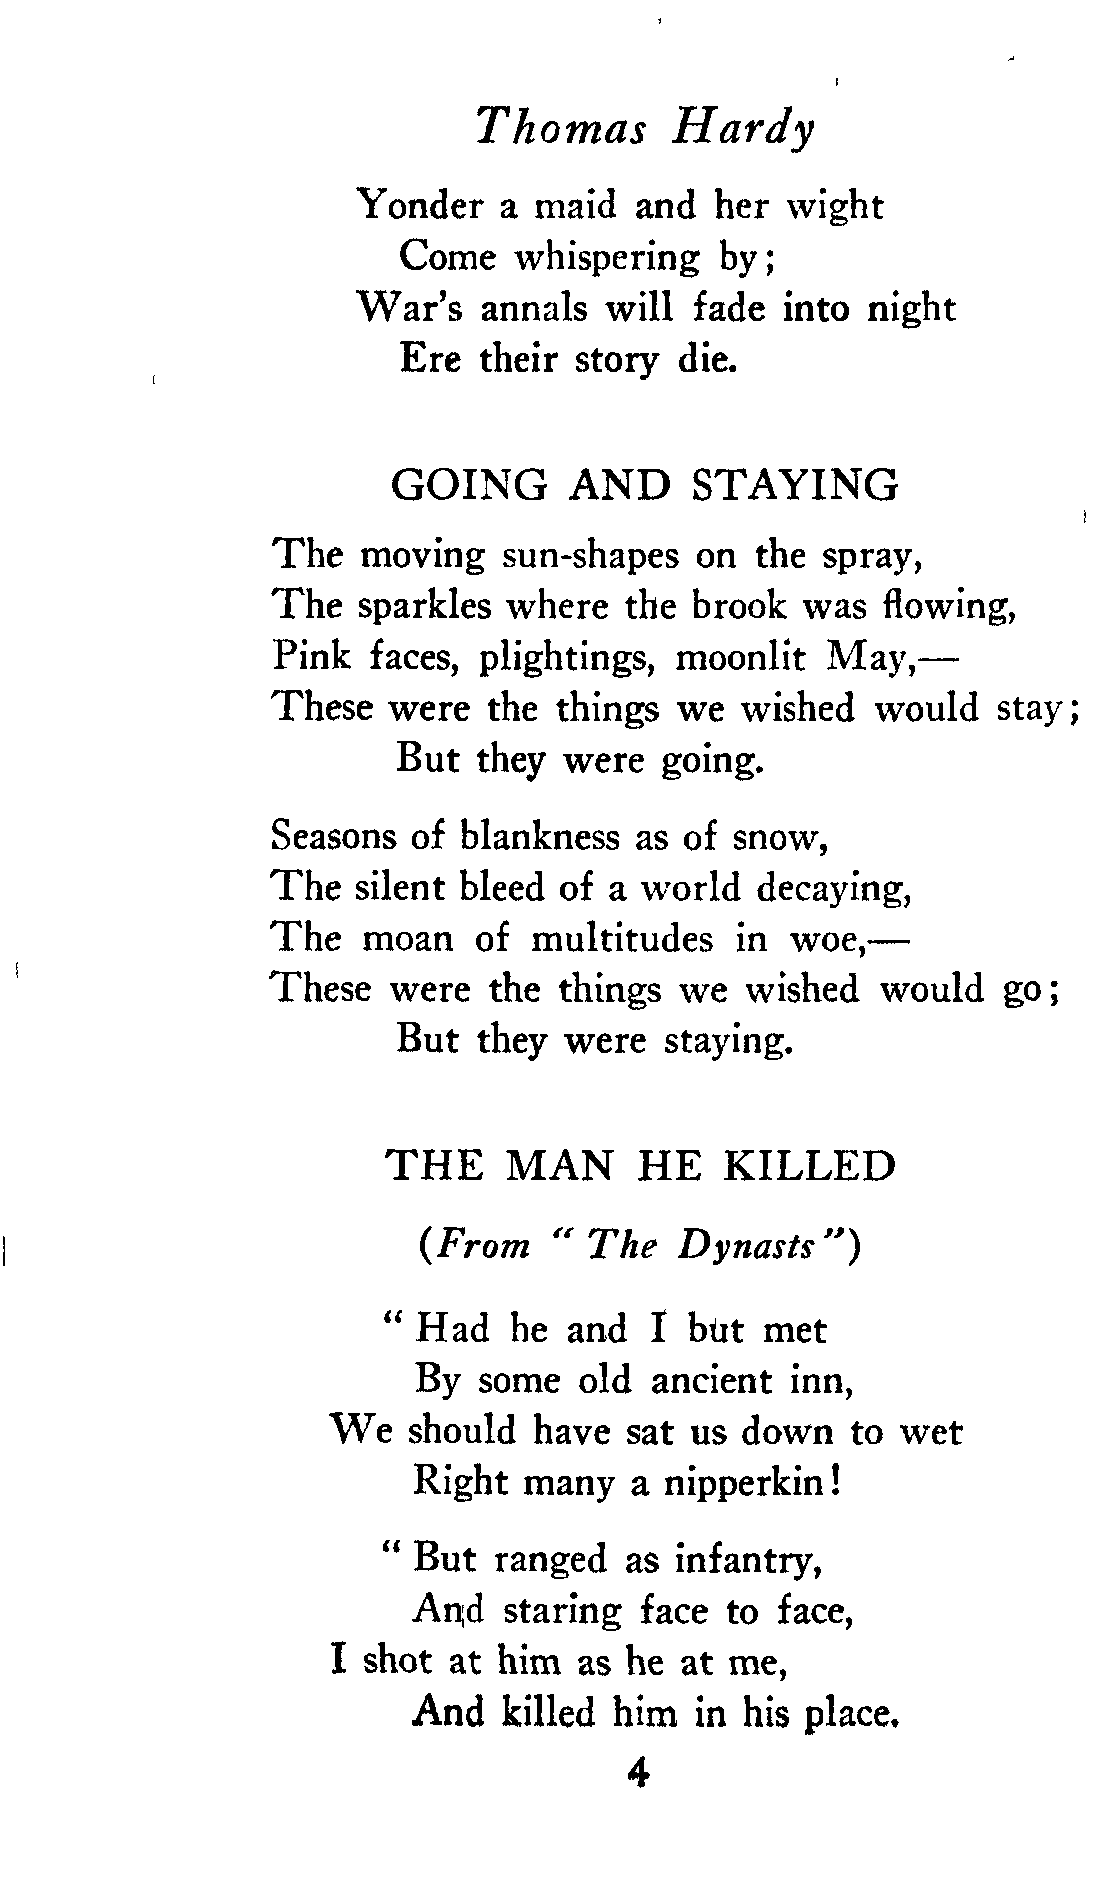 Thomas Hardy
Yonder a maid and her wight
Come whispering by;
War's annals will fade into night
Ere their story die.
GOING AND STAYING
The moving sun-shapes on the spray,
The sparkles where the brook was flowing,
Pink faces, plightings, moonlit May,—
These were the things we wished would stay;
But they were going.
Seasons of blankness as of snow,
The silent bleed of a world decaying,
The moan of multitudes in woe,—
These were the things we wished would go;
But they were staying.
THE MAN HE KILLED
(From “ The Dynasts”)
“ Had he and I but met
By some old ancient inn,
We should have sat us down to wet
Right many a nipperkin!
“ But ranged as infantry,
And staring face to face,
I shot at him as he at me,
And killed him in his place.
4